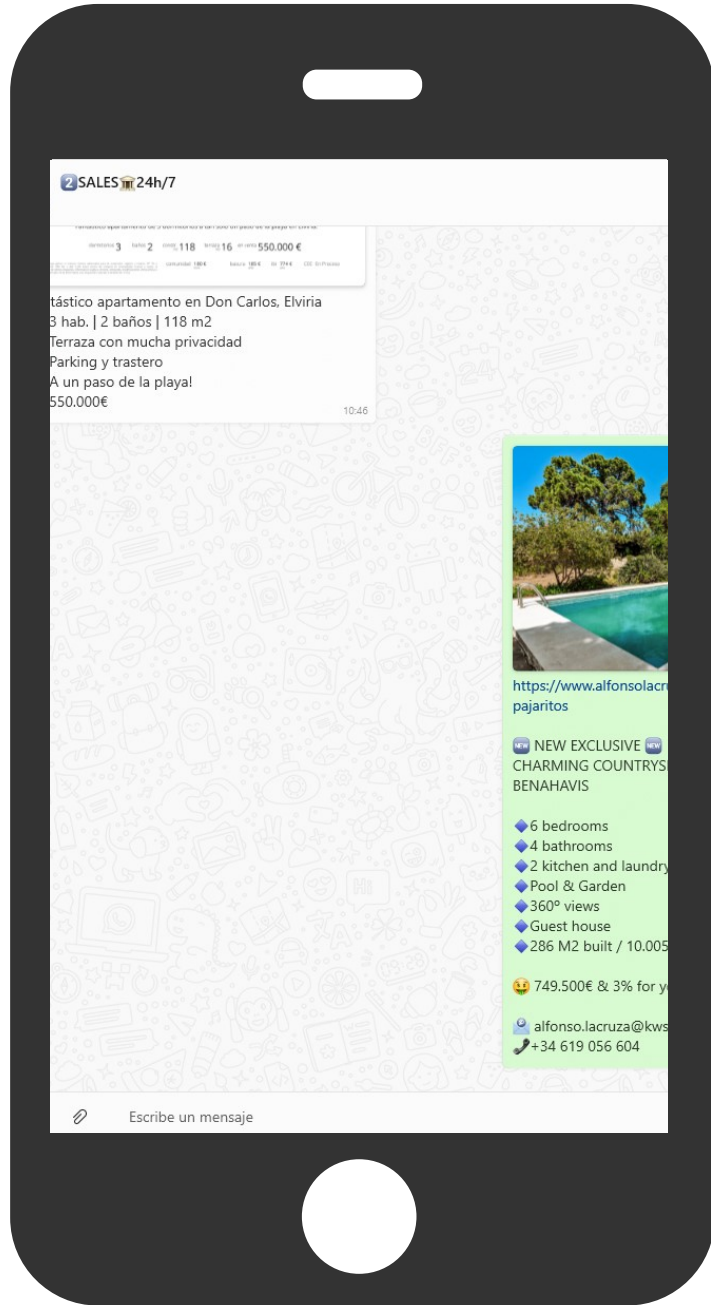 2 SALES🏛️24h/7
3 2 118 16 550.000 €
tástico apartamento en Don Carlos, Elviria
3 hab. | 2 baños | 118 m2
Terraza con mucha privacidad
Parking y trastero
A un paso de la playa!
550.000€
10:46
https://www.alfonsolacru
pajaritos
🆕 NEW EXCLUSIVE 🆕
CHARMING COUNTRYSI
BENAHAVIS
🔷6 bedrooms
🔷4 bathrooms
🔷2 kitchen and laundry
🔷Pool & Garden
🔷360º views
🔷Guest house
🔷286 M2 built / 10.005
🤑 749.500€ & 3% for y
📧 alfonso.lacruza@kws
📞+34 619 056 604
Escribe un mensaje